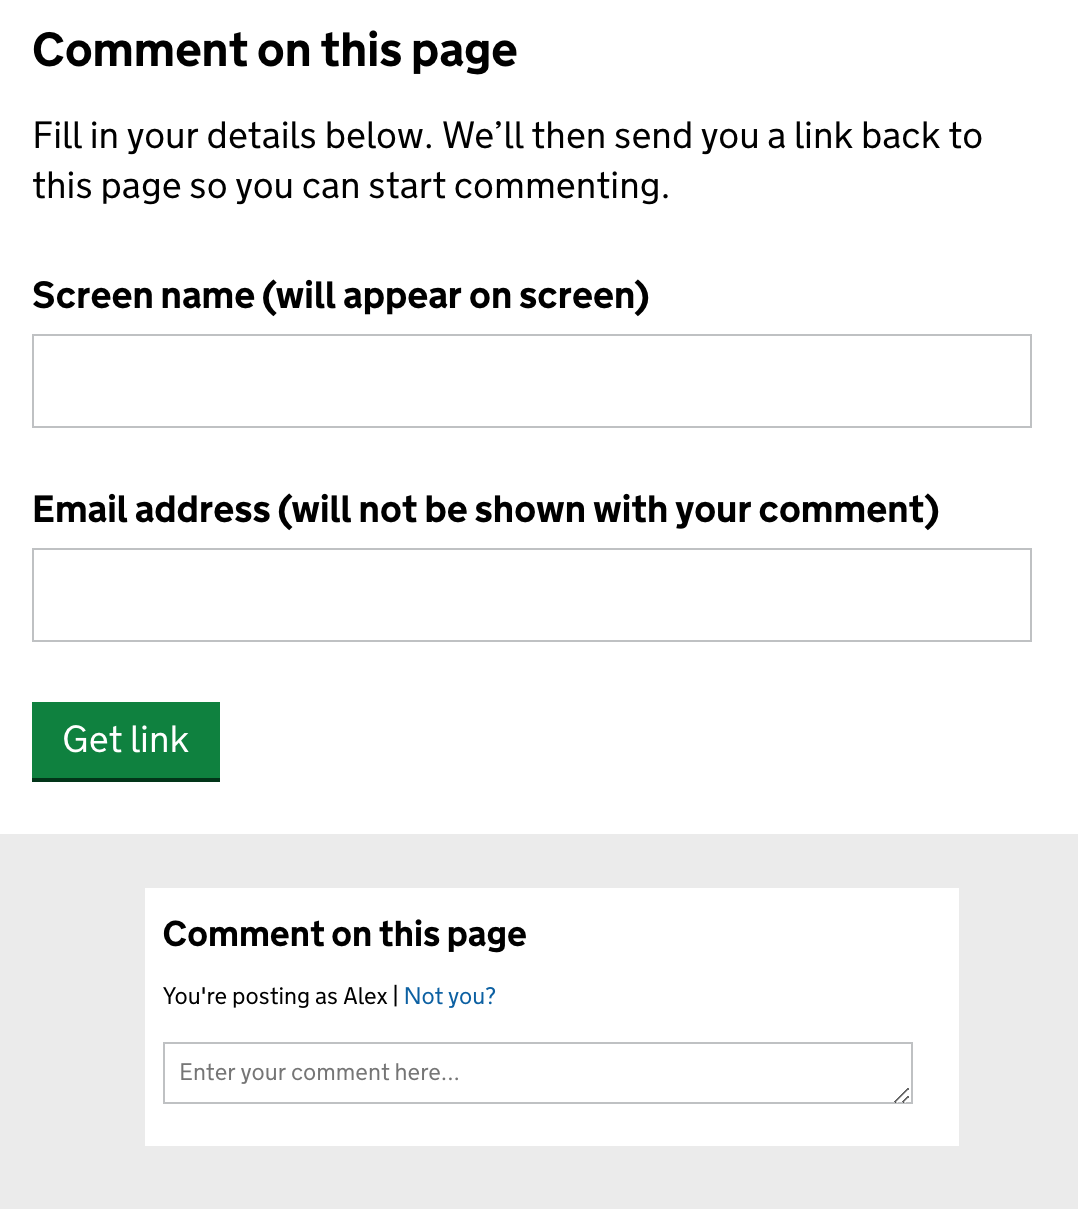 Comment on this page
Fill in your details below. We’ll then send you a link back to
this page so you can start commenting.
Screen name (will appear on screen)
Email address (will not be shown with your comment)
Get link
Comment on this page
You're posting as Alex | Not you?
Enter your comment here...